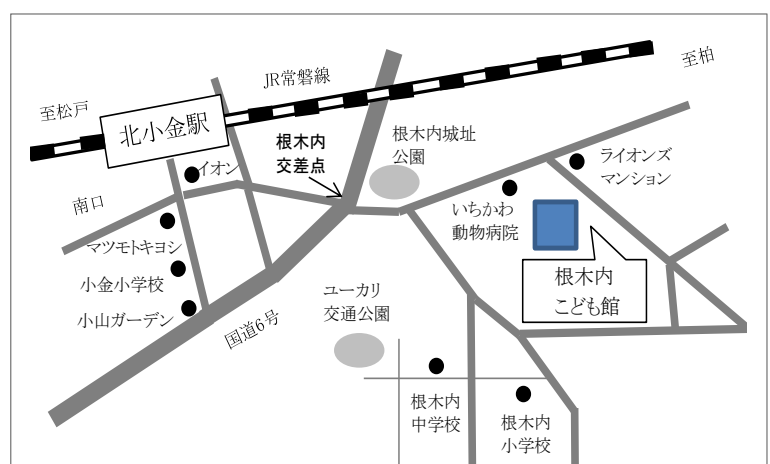 至柏
JR常磐線
至松戸
北小金駅
根木内
交差点
根木内城址
公園
ライオンズ
マンション
イオン
南口
いちかわ
動物病院
マツモトキヨシ
小金小学校
小山ガーデン
根木内
こども館
ユーカリ
交通公園
国道6号
根木内
中学校
根木内
小学校